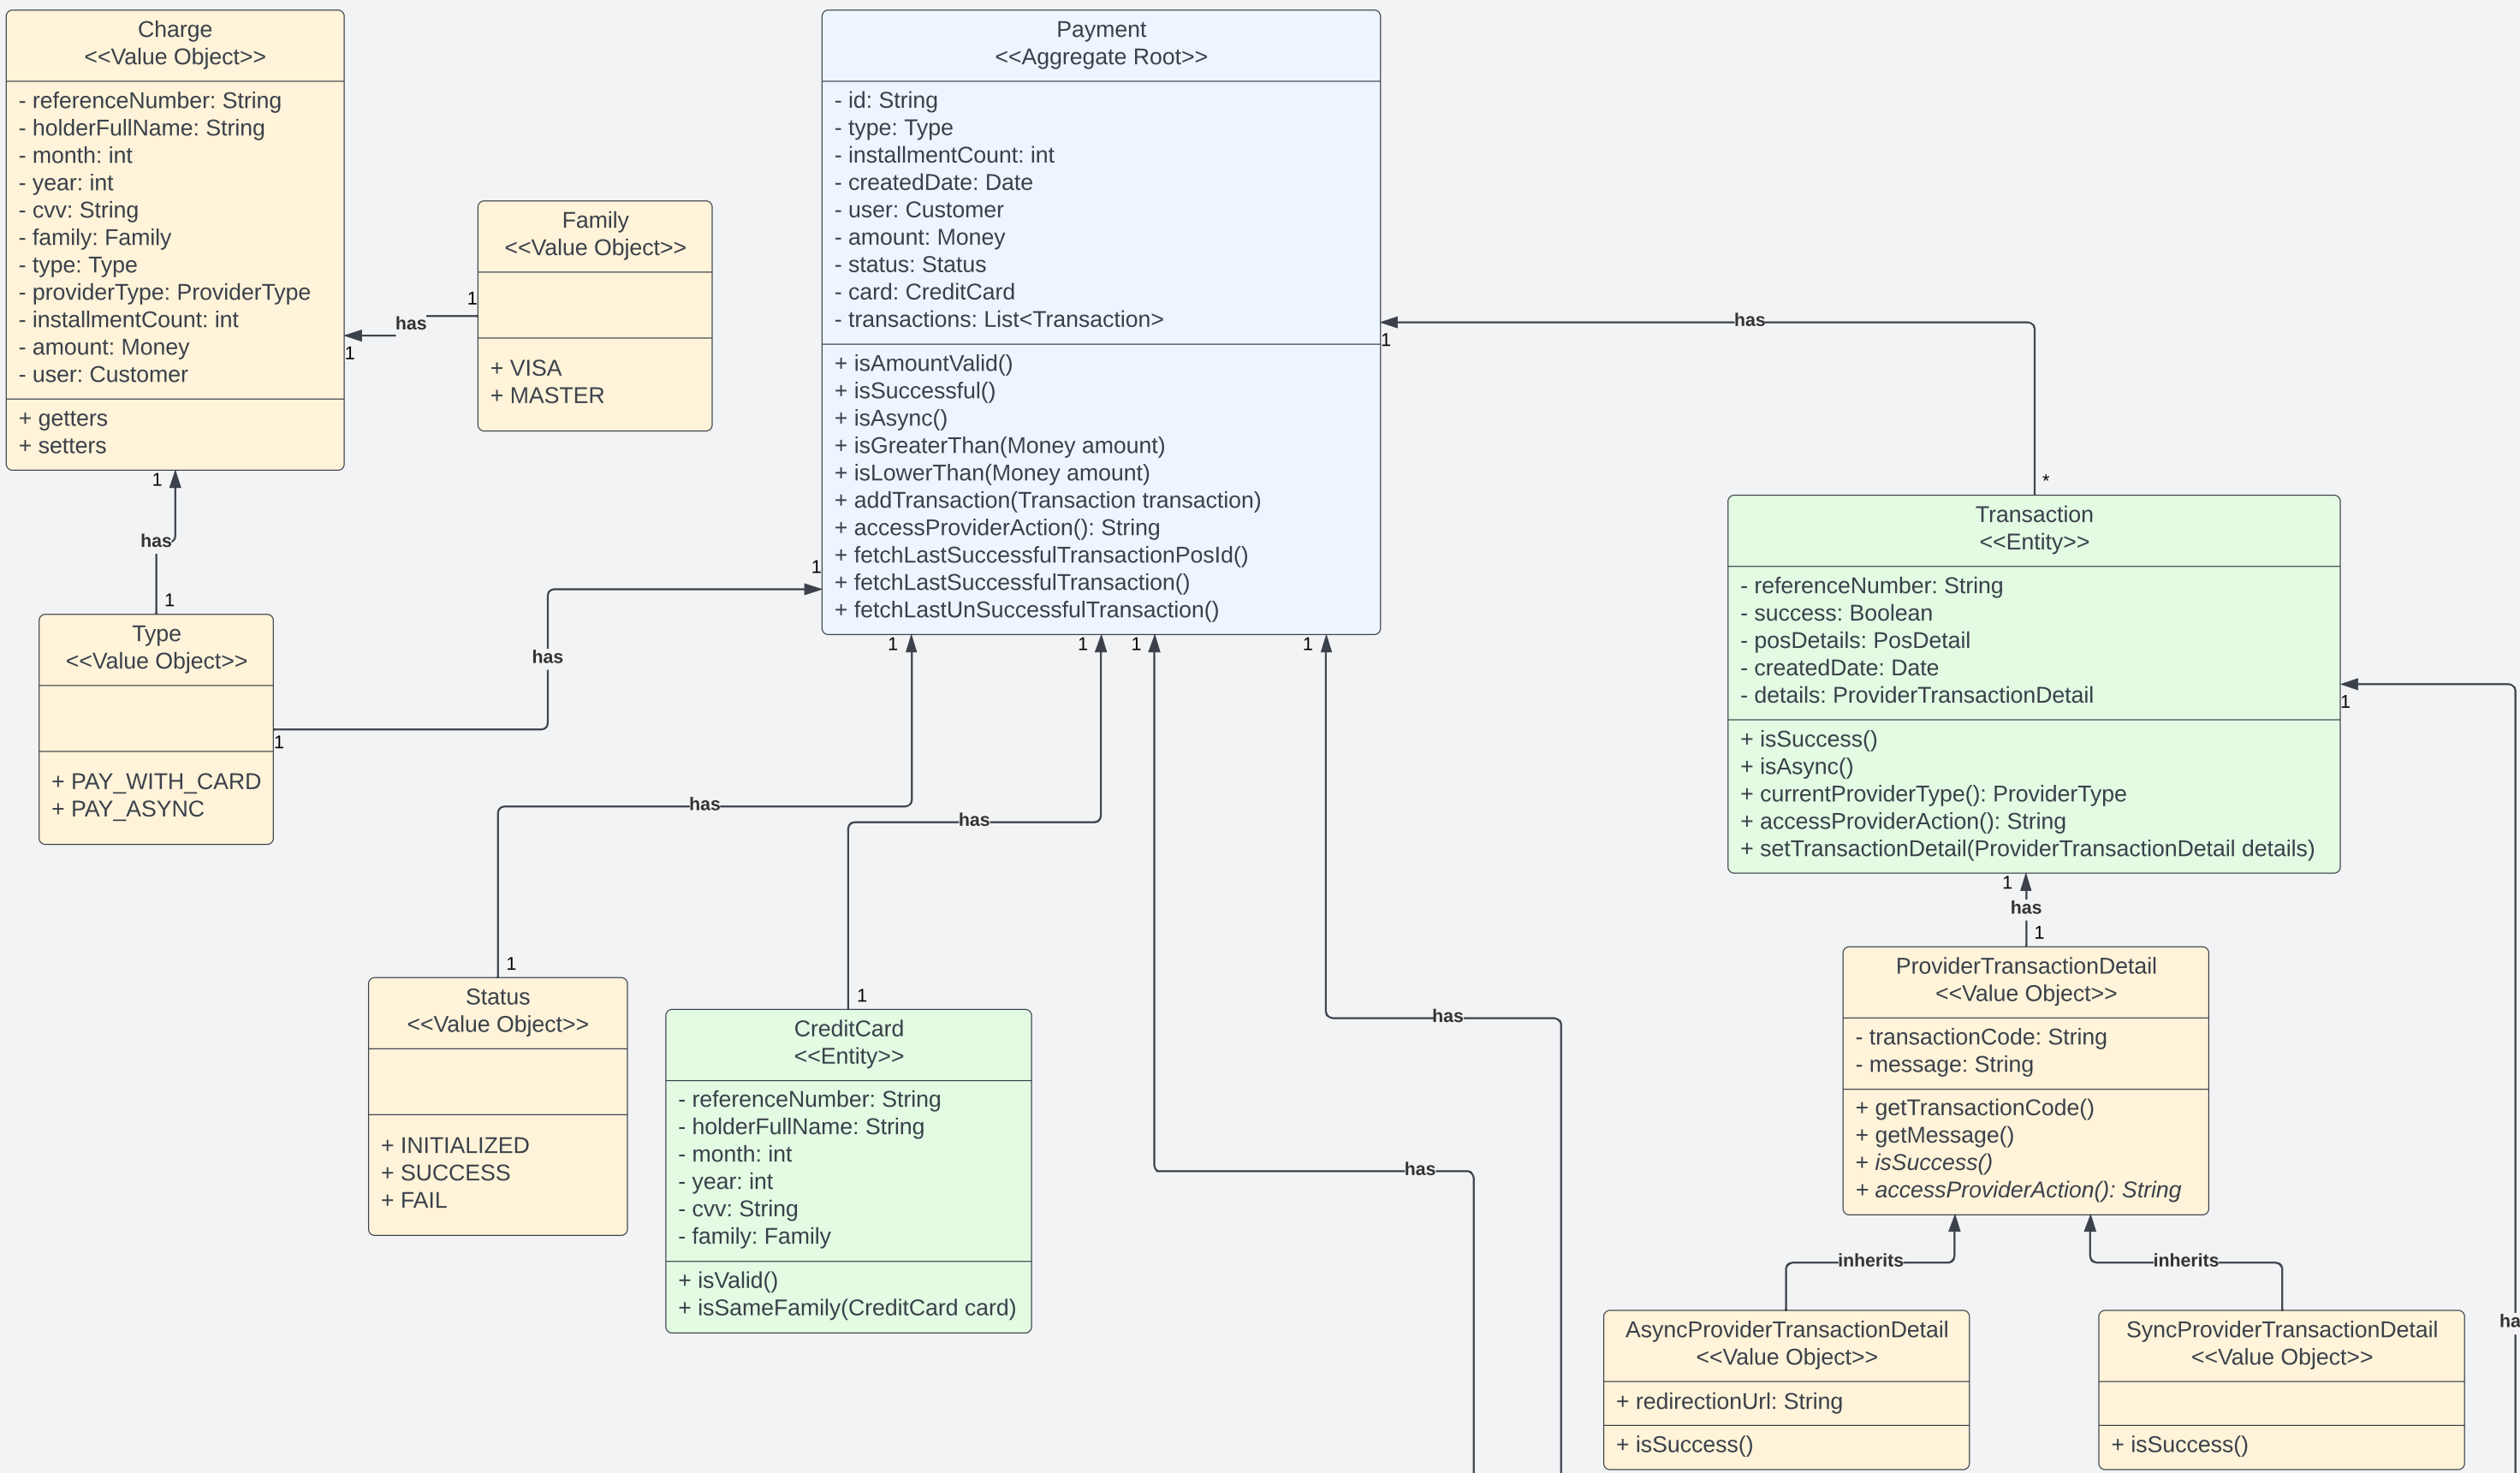 Charge
<<Value Object>>
- referenceNumber: String
- holderFullName: String
- month: int
- year: int
- cvv: String
- family: Family
- type: Type
- providerType: ProviderType
- installmentCount: int
- amount: Money
- user: Customer
+ getters
+ setters
1
has
1
Family
<<Value Object>>
+ VISA
+ MASTER
1
has
1
Type
<<Value Object>>
+ PAY_WITH_CARD
+ PAY_ASYNC
1
has
1
Payment
<<Aggregate Root>>
- id: String
- type: Type
- installmentCount: int
- createdDate: Date
- user: Customer
- amount: Money
- status: Status
- card: CreditCard
- transactions: List<Transaction>
+ isAmountValid()
+ isSuccessful()
+ isAsync()
+ isGreaterThan(Money amount)
+ isLowerThan(Money amount)
+ addTransaction(Transaction transaction)
+ accessProviderAction(): String
+ fetchLastSuccessfulTransactionPosId()
+ fetchLastSuccessfulTransaction()
+ fetchLastUnSuccessfulTransaction()
1
1
1
1
has
has
has
has
1
has
*
1
Status
<<Value Object>>
+ INITIALIZED
+ SUCCESS
+ FAIL
1
CreditCard
<<Entity>>
- referenceNumber: String
- holderFullName: String
- month: int
- year: int
- cvv: String
- family: Family
+ isValid()
+ isSameFamily(CreditCard card)
Transaction
<<Entity>>
- referenceNumber: String
- success: Boolean
- posDetails: PosDetail
- createdDate: Date
- details: ProviderTransactionDetail
+ isSuccess()
+ isAsync()
+ currentProviderType(): ProviderType
+ accessProviderAction(): String
+ setTransactionDetail(ProviderTransactionDetail details)
1
1
has
1
ProviderTransactionDetail
<<Value Object>>
- transactionCode: String
- message: String
+ getTransactionCode()
+ getMessage()
+ isSuccess()
+ accessProviderAction(): String
inherits
inherits
AsyncProviderTransactionDetail
<<Value Object>>
+ redirectionUrl: String
+ isSuccess()
SyncProviderTransactionDetail
<<Value Object>>
+ isSuccess()